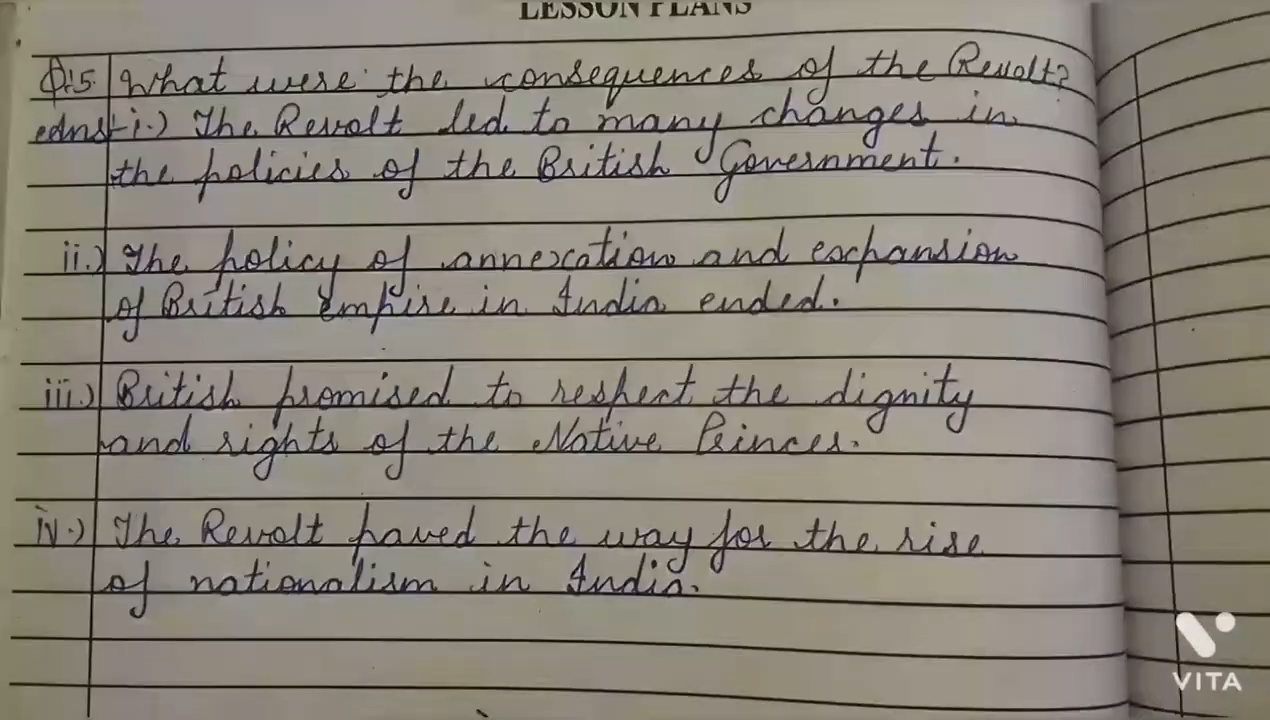 LESSON PLANS
Q.5. What were the consequences of the Revolt?
Ans:- i.) The Revolt led to many changes in
the policies of the British Government.
ii.) The policy of annexation and expansion
of British empire in India ended.
iii.) British promised to respect the dignity
and rights of the Native Princes.
iv.) The Revolt paved the way for the rise
of nationalism in India.
VITA